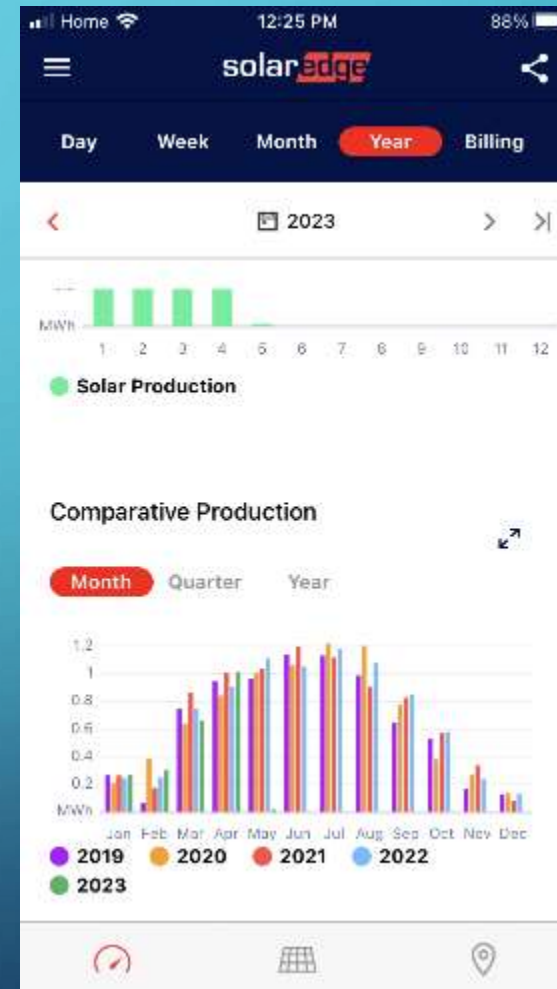 Home 12:25 PM 88%
solaredge
Day Week Month Year Billing
2023
MWh
1 2 3 4 5 6 7 8 9 10 11 12
Solar Production
Comparative Production
Month Quarter Year
1.2
1
0.8
0.6
0.4
0.2
MWh
Jan Feb Mar Apr May Jun Jul Aug Sep Oct Nov Dec
2019 2020 2021 2022
2023